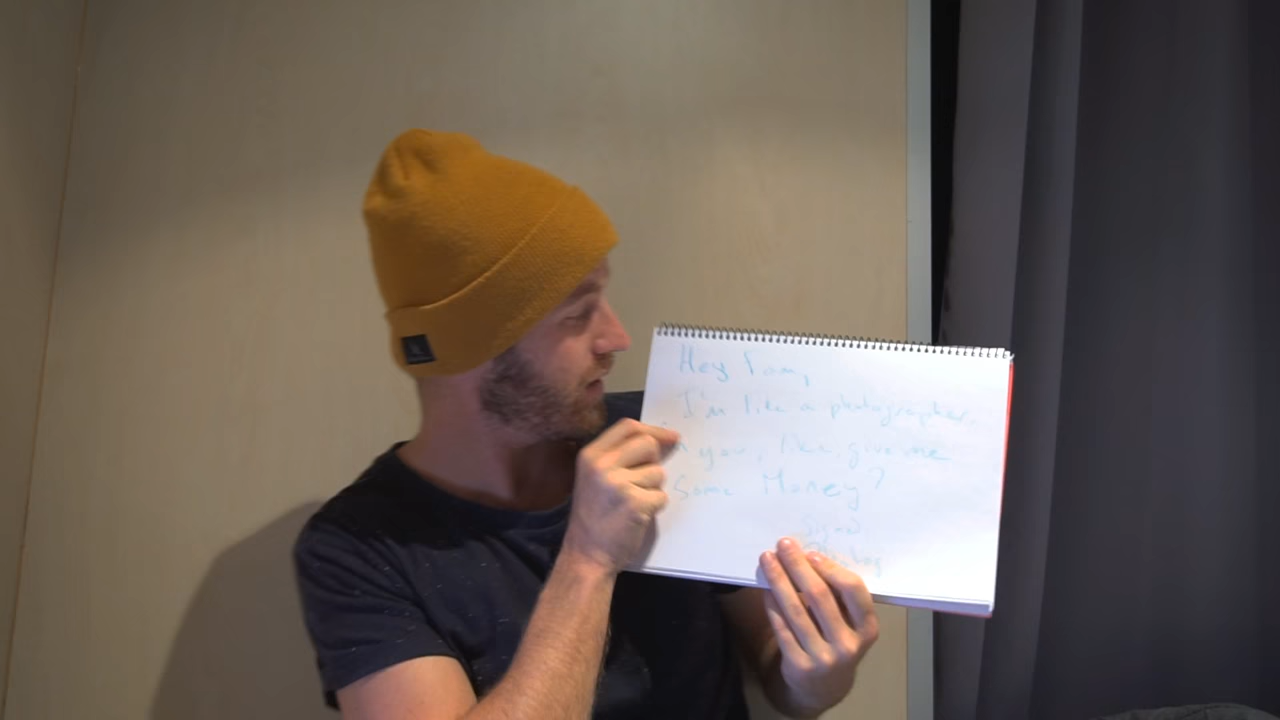 Hey Tom,
I'm like a photographer,
you, like, give me
Some Money?
Signed